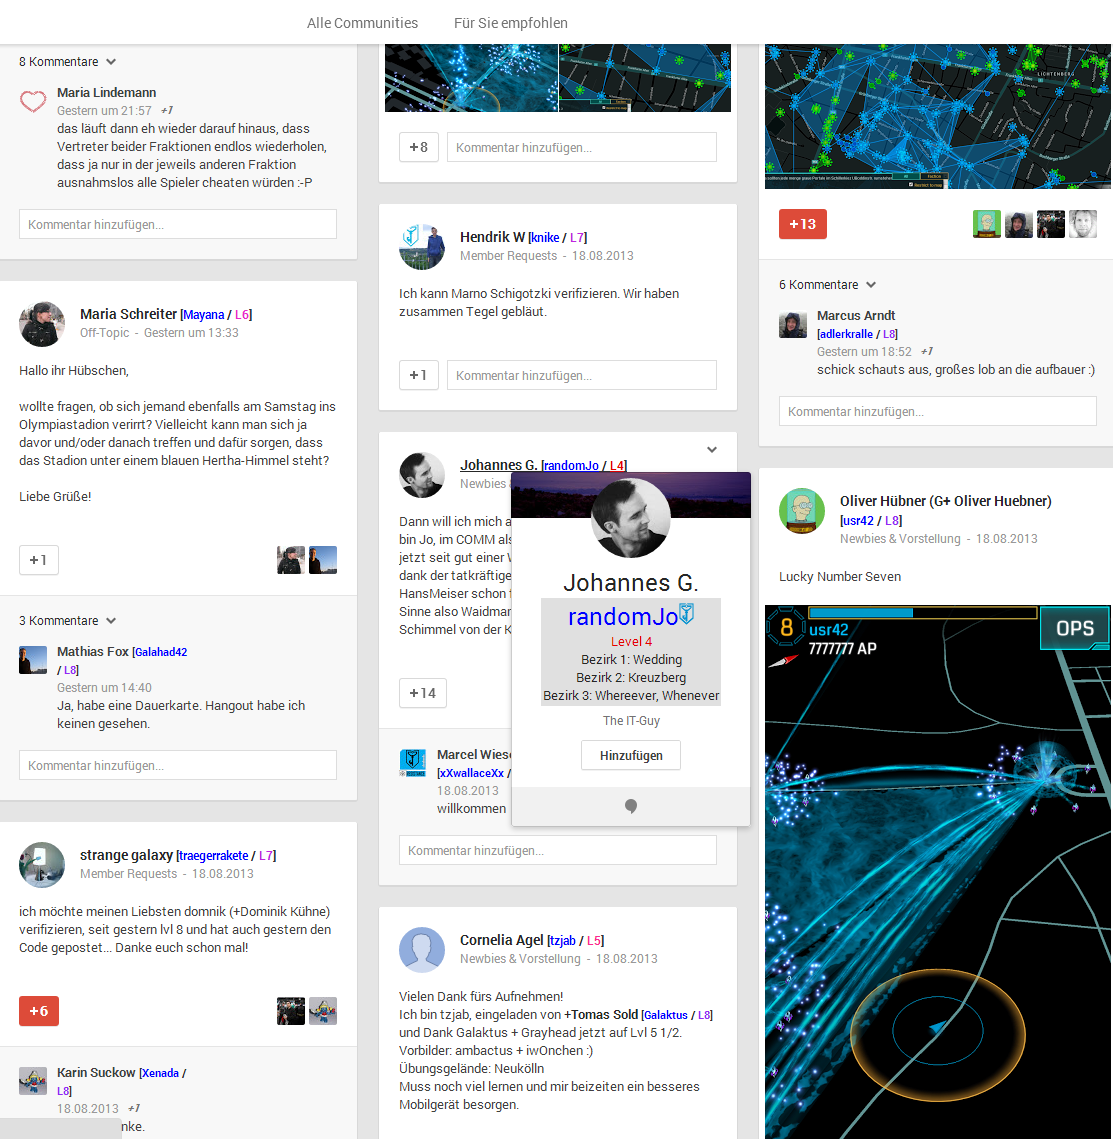 Alle Communities
Für Sie empfohlen
8 Kommentare
Maria Lindemann
Gestern um 21:57 +1
das läuft dann eh wieder darauf hinaus, dass
Vertreter beider Fraktionen endlos wiederholen,
dass ja nur in der jeweils anderen Fraktion
ausnahmslos alle Spieler cheaten würden :-P
Kommentar hinzufügen...
Maria Schreiter [Mayana / L6]
Off-Topic - Gestern um 13:33
Hallo ihr Hübschen,
wollte fragen, ob sich jemand ebenfalls am Samstag ins
Olympiastadion verirrt? Vielleicht kann man sich ja
davor und/oder danach treffen und dafür sorgen, dass
das Stadion unter einem blauen Hertha-Himmel steht?
Liebe Grüße!
+1
3 Kommentare
Mathias Fox [Galahad42
/ L8]
Gestern um 14:40
Ja, habe eine Dauerkarte. Hangout habe ich
keinen gesehen.
Kommentar hinzufügen...
strange galaxy [traegerrakete / L7]
Member Requests - 18.08.2013
ich möchte meinen Liebsten domnik (+Dominik Kühne)
verifizieren, seit gestern lvl 8 und hat auch gestern den
Code gepostet... Danke euch schon mal!
+6
Karin Suckow [Xenada /
L8]
18.08.2013 +1
nke.
+8
Kommentar hinzufügen...
Hendrik W [knike / L7]
Member Requests - 18.08.2013
Ich kann Marno Schigotzki verifizieren. Wir haben
zusammen Tegel gebläut.
+1
Kommentar hinzufügen...
Johannes G. [randomJo / L4]
Newbies
Dann will ich mich a
bin Jo, im COMM als
jetzt seit gut einer
dank der tatkräftige
HansMeiser schon
Sinne also Waidmar
Schimmel von der K
+14
Johannes G.
randomJo
Level 4
Bezirk 1: Wedding
Bezirk 2: Kreuzberg
Bezirk 3: Whereever, Whenever
The IT-Guy
Hinzufügen
Marcel Wiese
[xXwallaceXx /
18.08.2013
willkommen
Kommentar hinzufügen...
Cornelia Agel [tzjab / L5]
Newbies & Vorstellung - 18.08.2013
Vielen Dank fürs Aufnehmen!
Ich bin tzjab, eingeladen von +Tomas Sold [Galaktus / L8]
und Dank Galaktus + Grayhead jetzt auf Lvl 5 1/2.
Vorbilder: ambactus + iwOnchen :)
Übungsgelände: Neukölln
Muss noch viel lernen und mir beizeiten ein besseres
Mobilgerät besorgen.
LICHTENBERG
+13
6 Kommentare
Marcus Arndt
[adlerkralle / L8]
Gestern um 18:52 +1
schick schauts aus, großes lob an die aufbauer :)
Kommentar hinzufügen...
Oliver Hübner (G+ Oliver Huebner)
[usr42 / L8]
Newbies & Vorstellung - 18.08.2013
Lucky Number Seven
8
usr42
7777777 AP
OPS